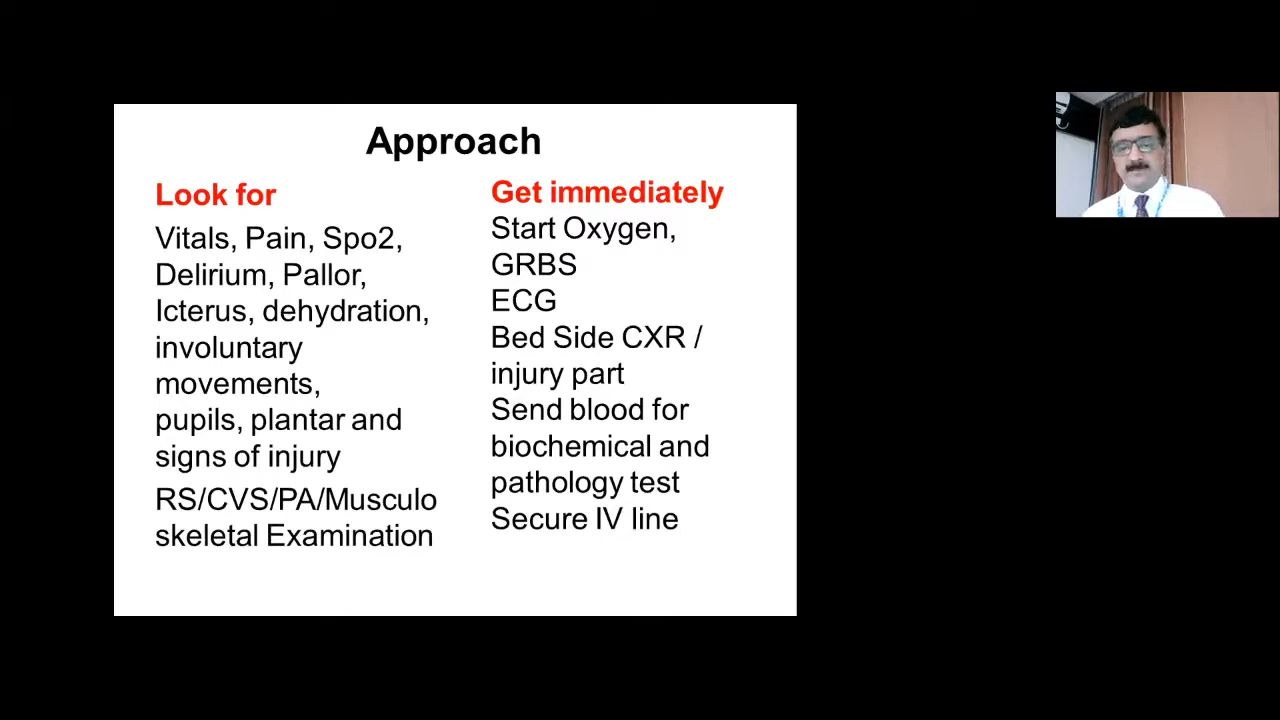 Approach
Look for
Vitals, Pain, Spo2,
Delirium, Pallor,
Icterus, dehydration,
involuntary
movements,
pupils, plantar and
signs of injury
RS/CVS/PA/Musculo
skeletal Examination
Get immediately
Start Oxygen,
GRBS
ECG
Bed Side CXR /
injury part
Send blood for
biochemical and
pathology test
Secure IV line